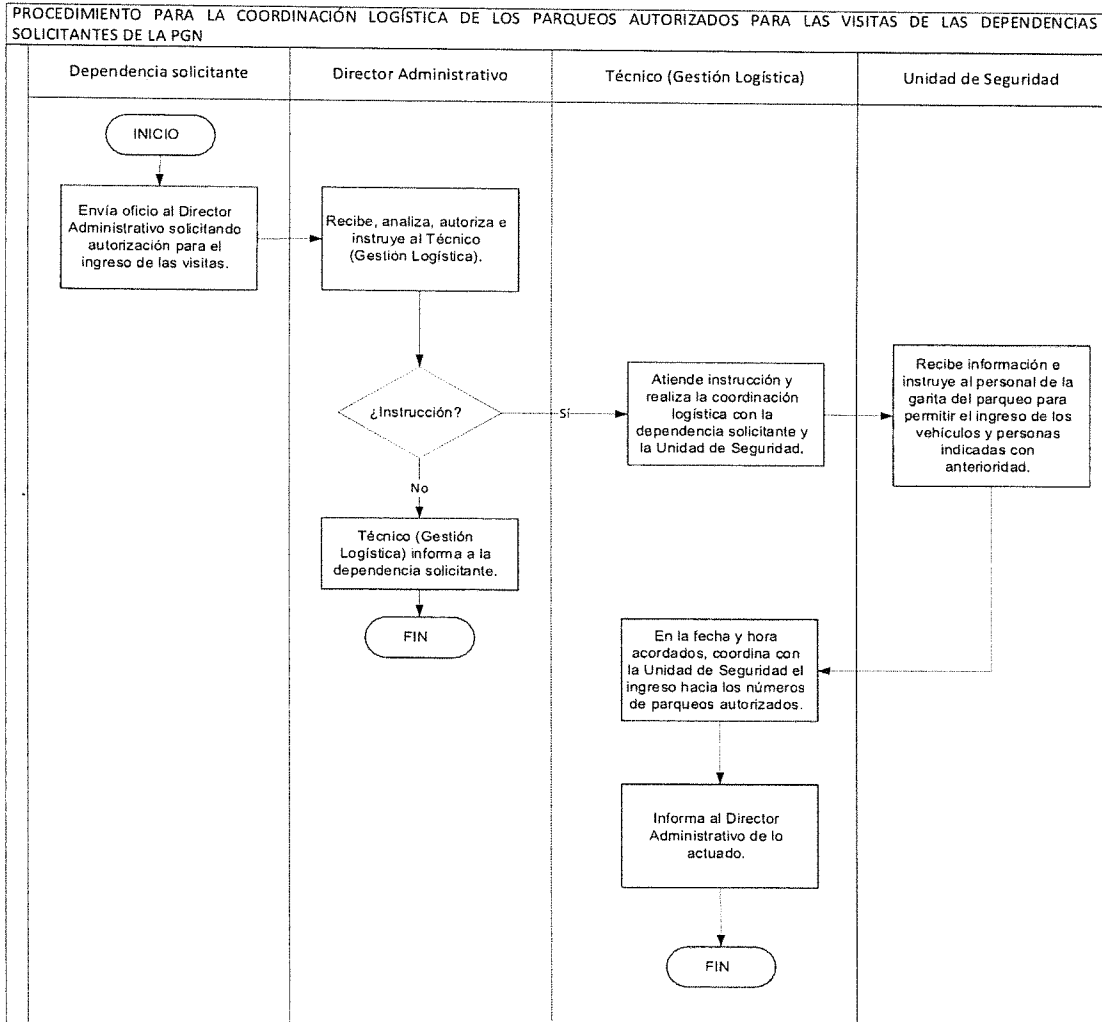 PROCEDIMIENTO PARA LA COORDINACIÓN LOGÍSTICA DE LOS PARQUEOS AUTORIZADOS PARA LAS VISITAS DE LAS DEPENDENCIAS
SOLICITANTES DE LA PGN
Dependencia solicitante
Director Administrativo
Técnico (Gestión Logística)
Unidad de Seguridad
INICIO
Envía oficio al Director
Administrativo solicitando
autorización para el
ingreso de las visitas.
Recibe, analiza, autoriza e
instruye al Técnico
(Gestión Logística).
¿Instrucción?
Sí
Atiende instrucción y
realiza la coordinación
logística con la
dependencia solicitante y
la Unidad de Seguridad.
Recibe información e
instruye al personal de la
garita del parqueo para
permitir el ingreso de los
vehículos y personas
indicadas con
anterioridad.
No
Técnico (Gestión
Logística) informa a la
dependencia solicitante.
FIN
En la fecha y hora
acordados, coordina con
la Unidad de Seguridad el
ingreso hacia los números
de parqueos autorizados.
Informa al Director
Administrativo de lo
actuado.
FIN